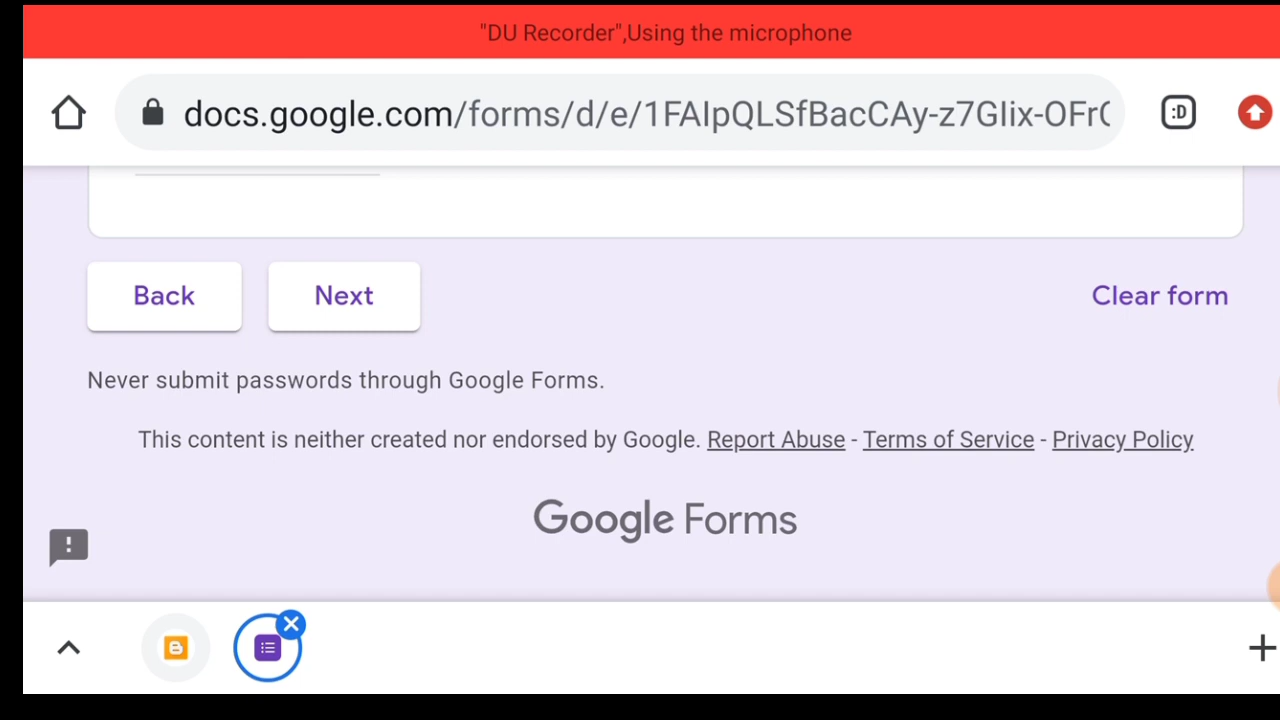 "DU Recorder",Using the microphone
docs.google.com/forms/d/e/1FAIpQLSfBacCAy-z7GIix-OFr
:D
Back
Next
Clear form
Never submit passwords through Google Forms.
This content is neither created nor endorsed by Google. Report Abuse - Terms of Service - Privacy Policy
Google Forms